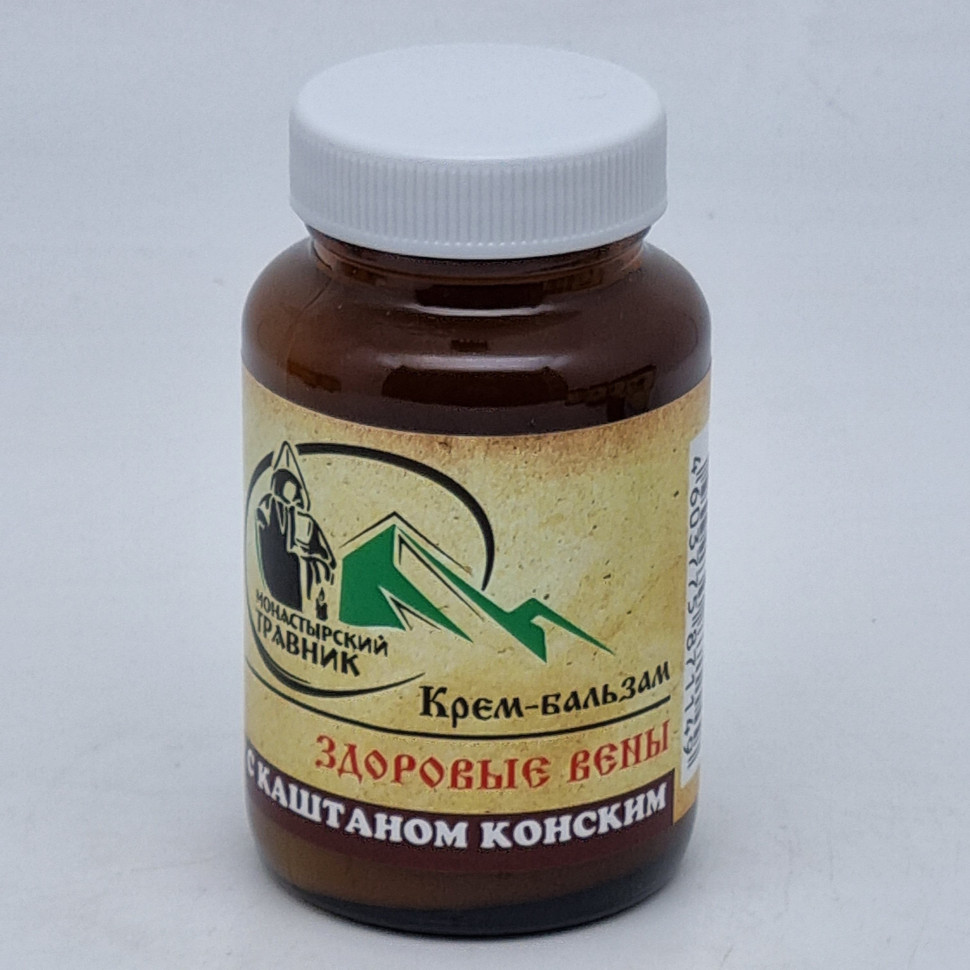 МОНАСТЫРСКИЙ
ТРАВНИК
Крем-бальзам
ЗДОРОВЫЕ ВЕНЫ
С КАШТАНОМ КОНСКИМ